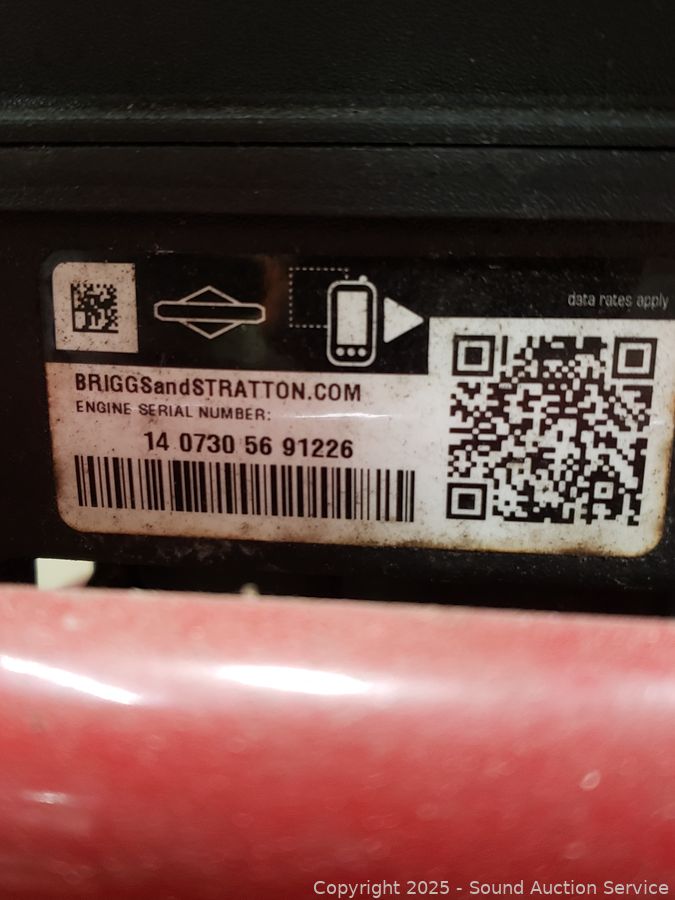 data rates apply
BRIGGSandSTRATTON.COM
ENGINE SERIAL NUMBER:
14 0730 56 91226
Copyright 2025 - Sound Auction Service